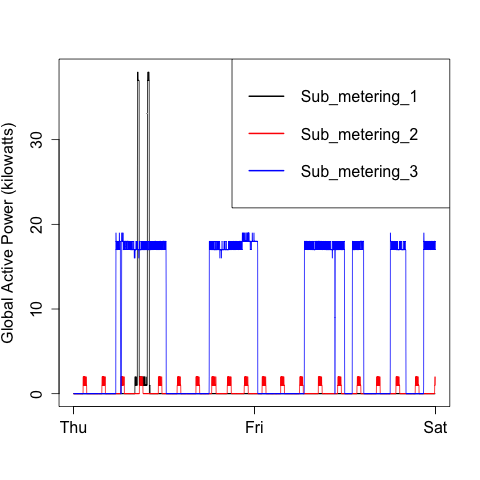 Sub_metering_1
Sub_metering_2
Sub_metering_3
Global Active Power (kilowatts)
30
20
10
0
Thu
Fri
Sat